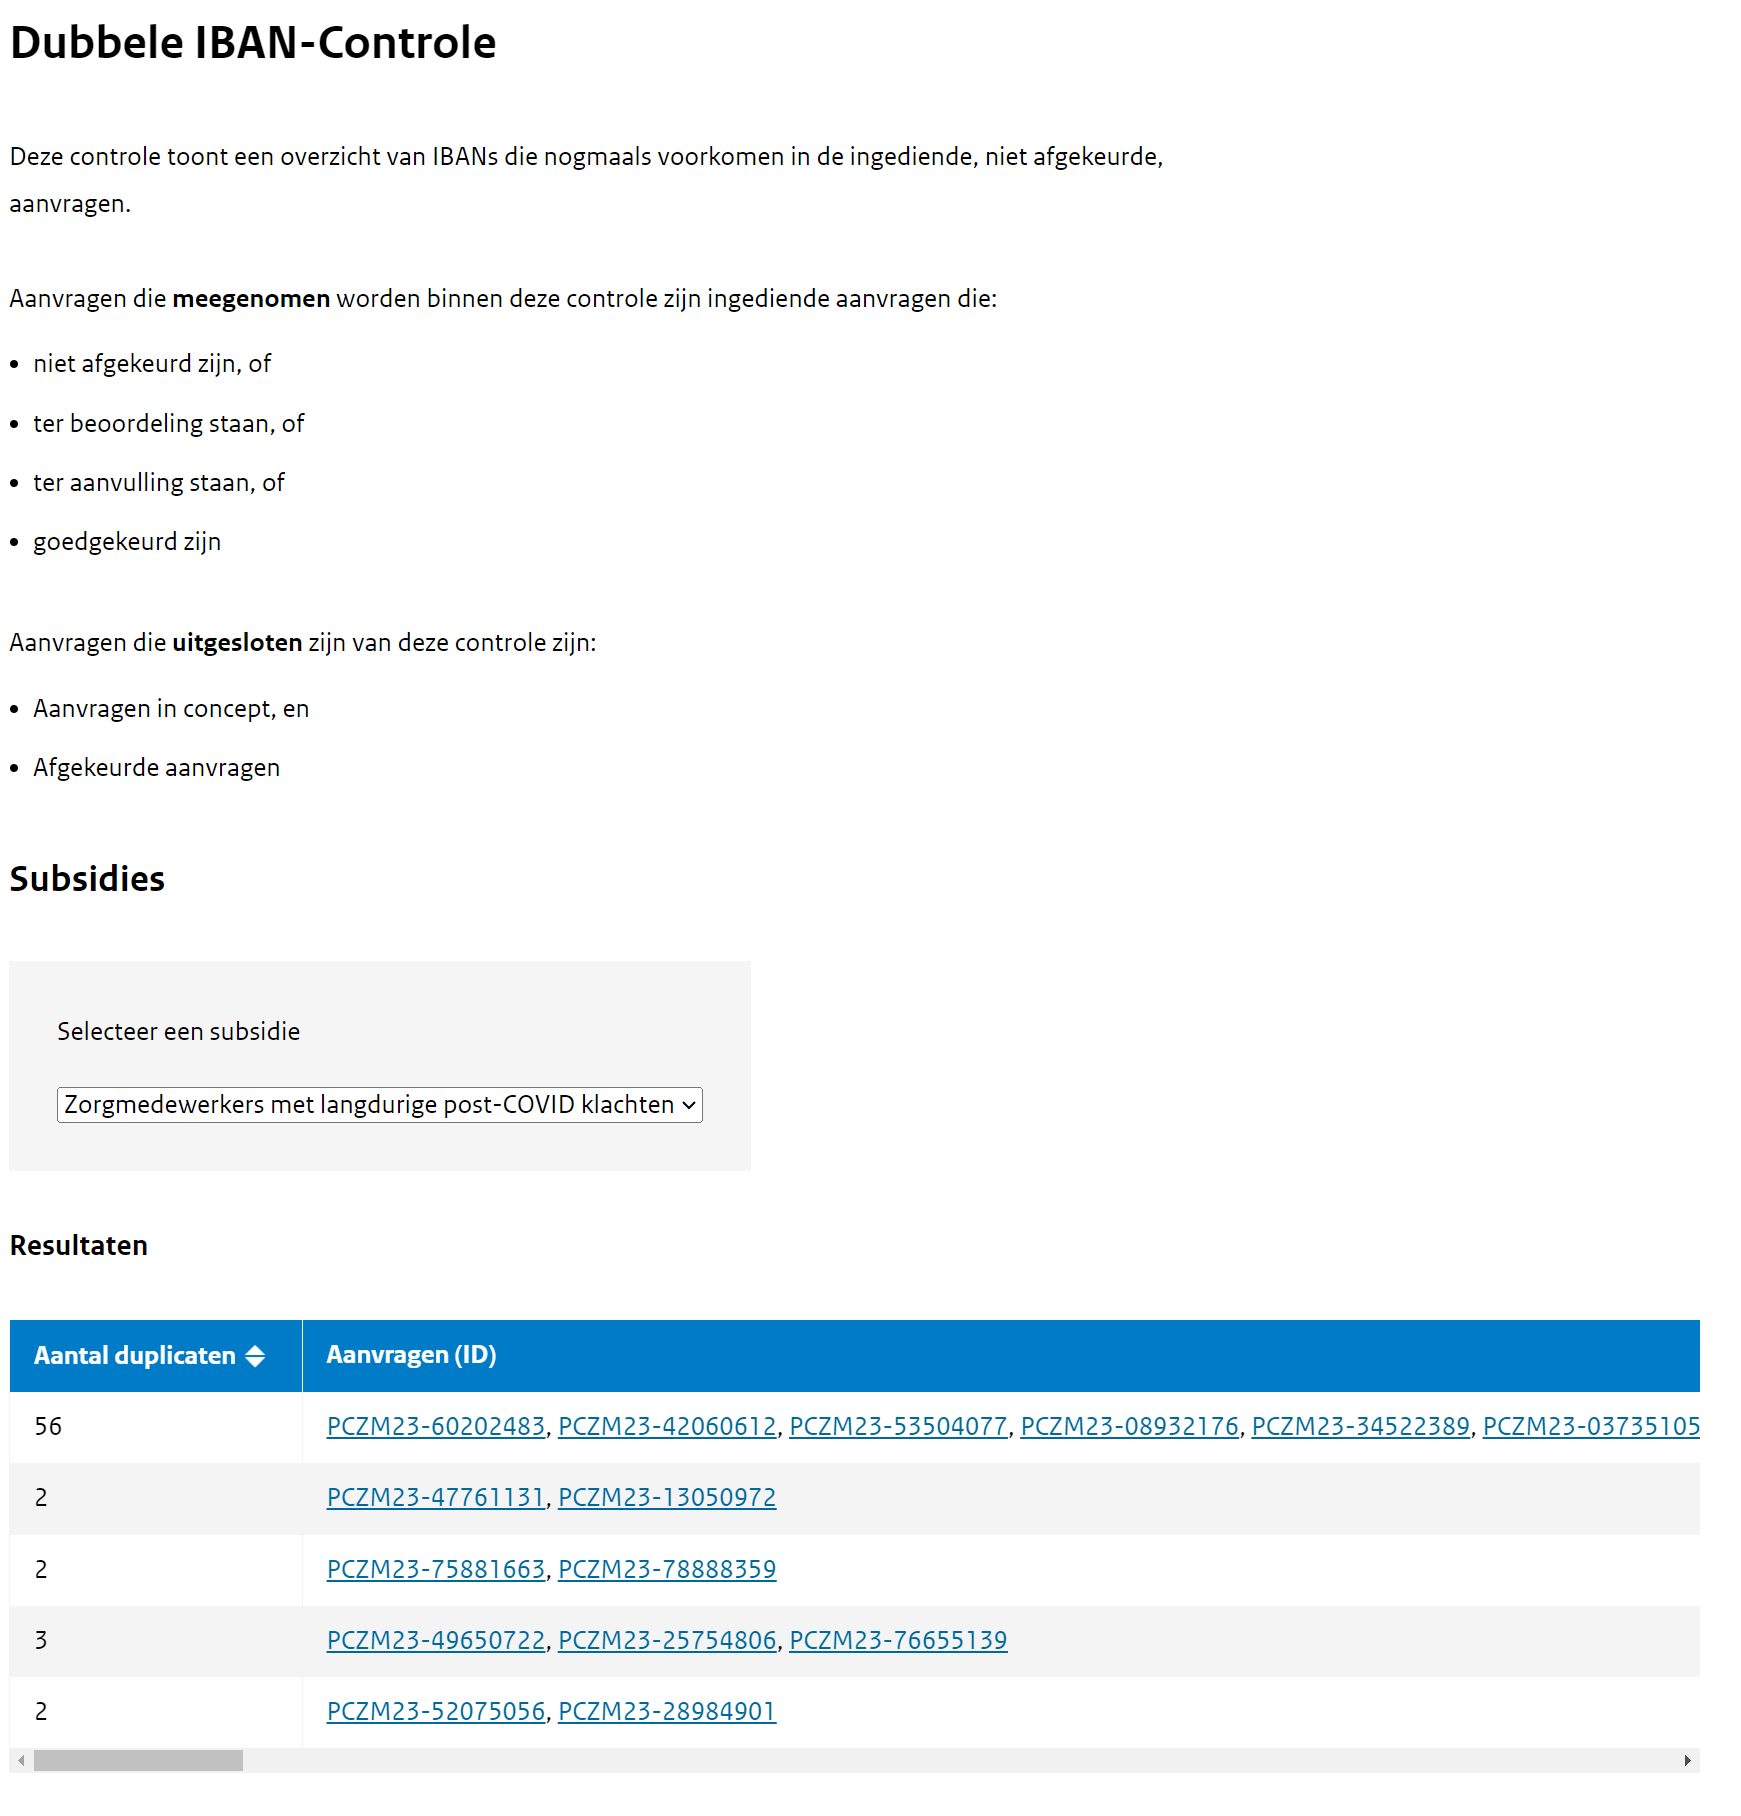 Dubbele IBAN-Controle
Deze controle toont een overzicht van IBANs die nogmaals voorkomen in de ingediende, niet afgekeurde,
aanvragen.
Aanvragen die meegenomen worden binnen deze controle zijn ingediende aanvragen die:
• niet afgekeurd zijn, of
• ter beoordeling staan, of
• ter aanvulling staan, of
• goedgekeurd zijn
Aanvragen die uitgesloten zijn van deze controle zijn:
• Aanvragen in concept, en
• Afgekeurde aanvragen
Subsidies
Selecteer een subsidie
Zorgmedewerkers met langdurige post-COVID klachten
Resultaten
Aantal duplicaten Aanvragen (ID)
56 PCZM23-60202483, PCZM23-42060612, PCZM23-53504077, PCZM23-08932176, PCZM23-34522389, PCZM23-03735105
2 PCZM23-47761131, PCZM23-13050972
2 PCZM23-75881663, PCZM23-78888359
3 PCZM23-49650722, PCZM23-25754806, PCZM23-76655139
2 PCZM23-52075056, PCZM23-28984901